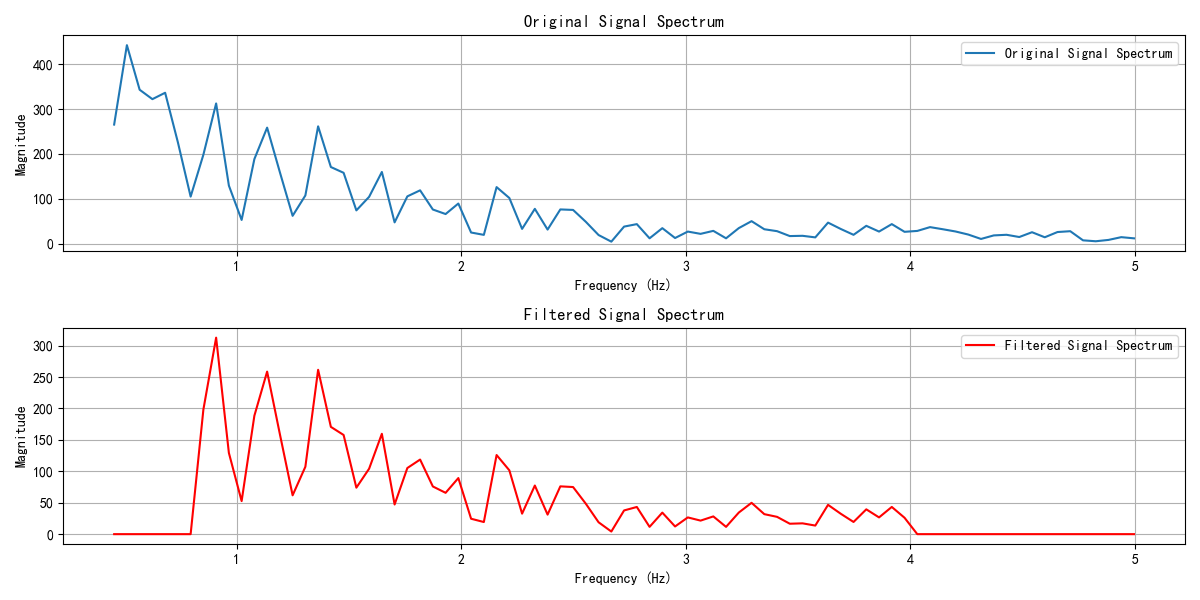 Original Signal Spectrum
Original Signal Spectrum
Magnitude
400
300
200
100
0
1 2 3 4 5
Frequency (Hz)
Filtered Signal Spectrum
Filtered Signal Spectrum
Magnitude
300
250
200
150
100
50
0
1 2 3 4 5
Frequency (Hz)